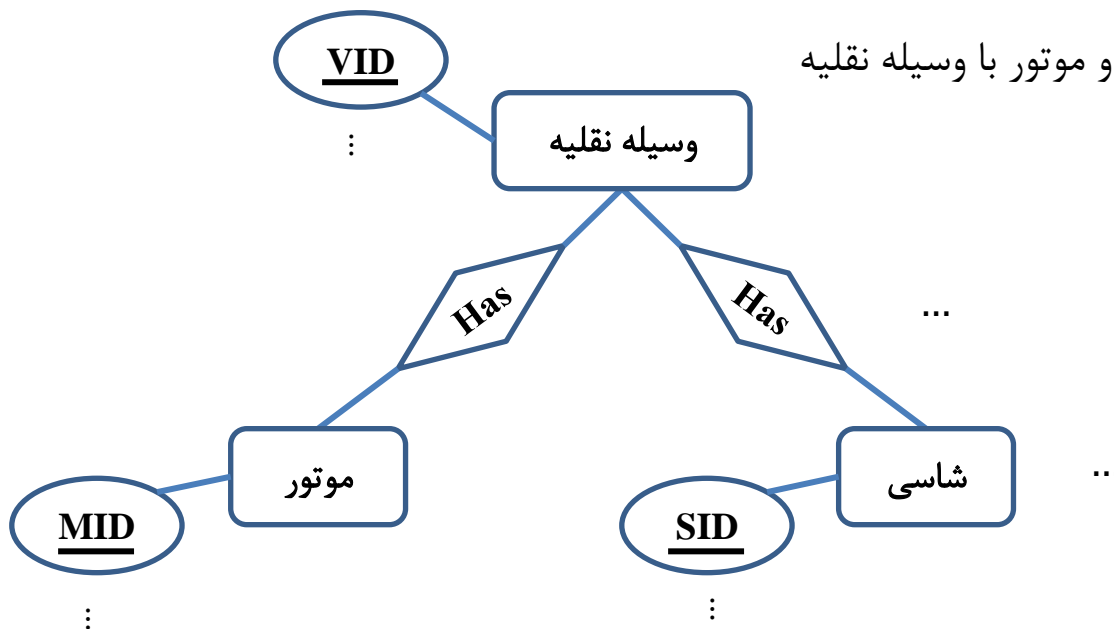 و موتور با وسیله نقلیه
VID
⋮
وسیله نقلیه
Has
Has
...
موتور
شاسی
..
MID
SID
⋮
⋮